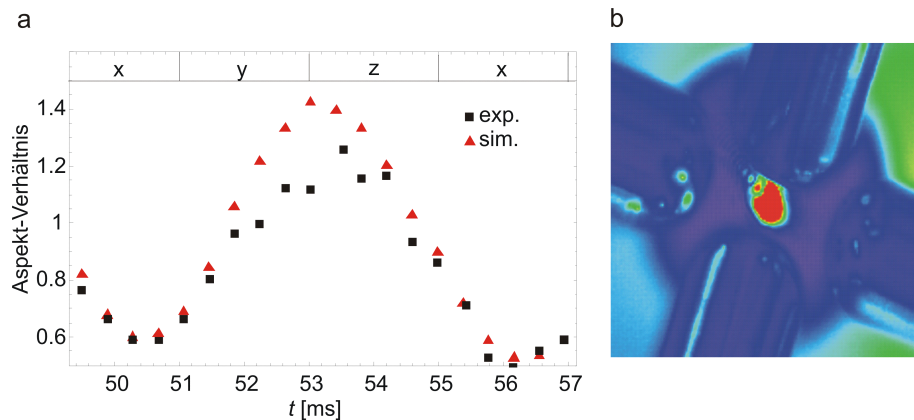 a
b
x y z x
1.4
1.2
1
0.8
0.6
Aspekt-Verhältnis
exp.
sim.
50 51 52 53 54 55 56 57
t [ms]